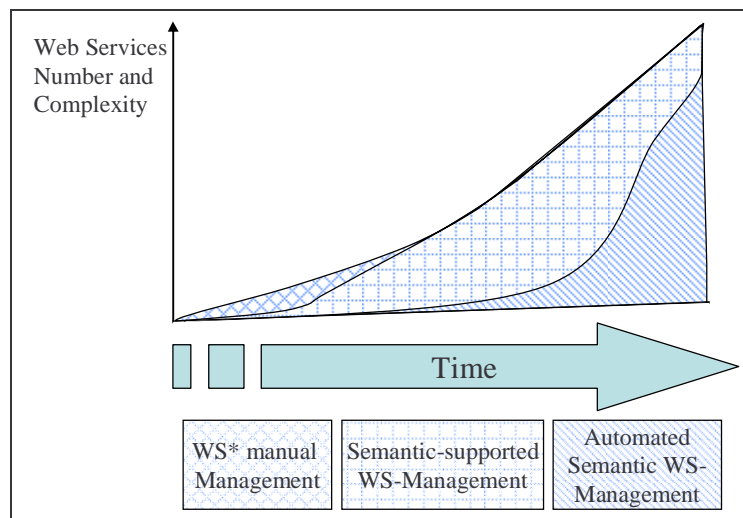 Web Services
Number and
Complexity
Time
WS* manual
Management
Semantic-supported
WS-Management
Automated
Semantic WS-
Management